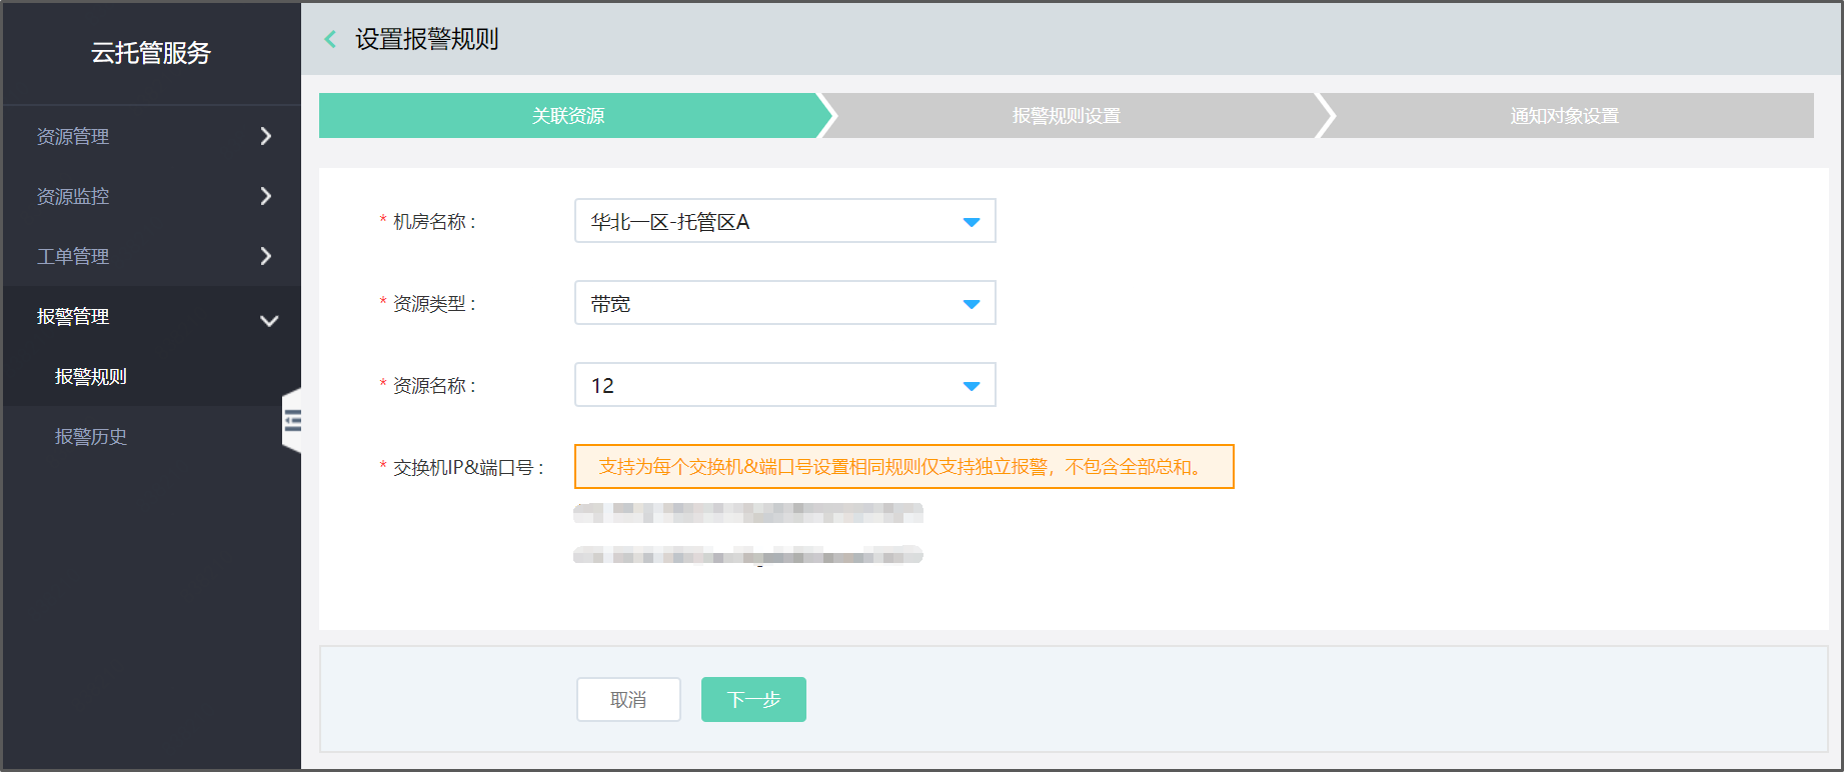 云托管服务
设置报警规则
关联资源
报警规则设置
通知对象设置
资源管理
资源监控
工单管理
报警管理
报警规则
报警历史
* 机房名称 :
华北一区-托管区A
* 资源类型 :
带宽
* 资源名称 :
12
* 交换机IP&端口号 :
支持为每个交换机&端口号设置相同规则仅支持独立报警，不包含全部总和。
取消
下一步